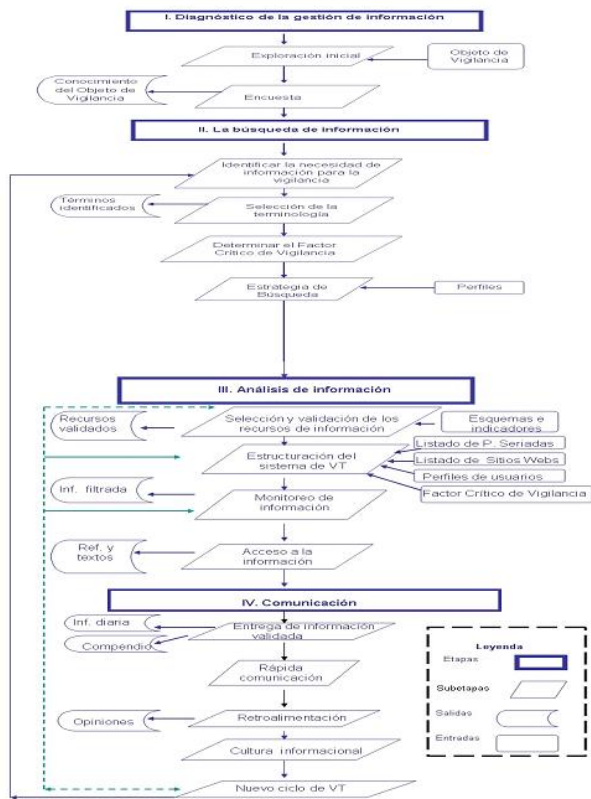 I. Diagnóstico de la gestión de información
Exploración inicial
Objeto de
Vigilancia
Conocimiento
del Objeto de
Vigilancia
Encuesta
II. La búsqueda de información
Identificar la necesidad de
información para la
vigilancia
Términos
identificados
Selección de la
terminología
Determinar el Factor
Crítico de Vigilancia
Estrategia de
Búsqueda
Perfiles
III. Análisis de información
Recursos
validados
Selección y validación de los
recursos de información
Esquemas e
indicadores
Estructuración del
sistema de VT
Listado de P. Seriadas
Listado de Sitios Webs
Perfiles de usuarios
Factor Crítico de Vigilancia
Inf. filtrada
Monitoreo de
información
Ref. y
textos
Acceso a la
información
IV. Comunicación
Inf. diaria
Entrega de información
validada
Compendio
Rápida
comunicación
Opiniones
Retroalimentación
Cultura informacional
Nuevo ciclo de VT
Leyenda
Etapas
Subetapas
Salidas
Entradas